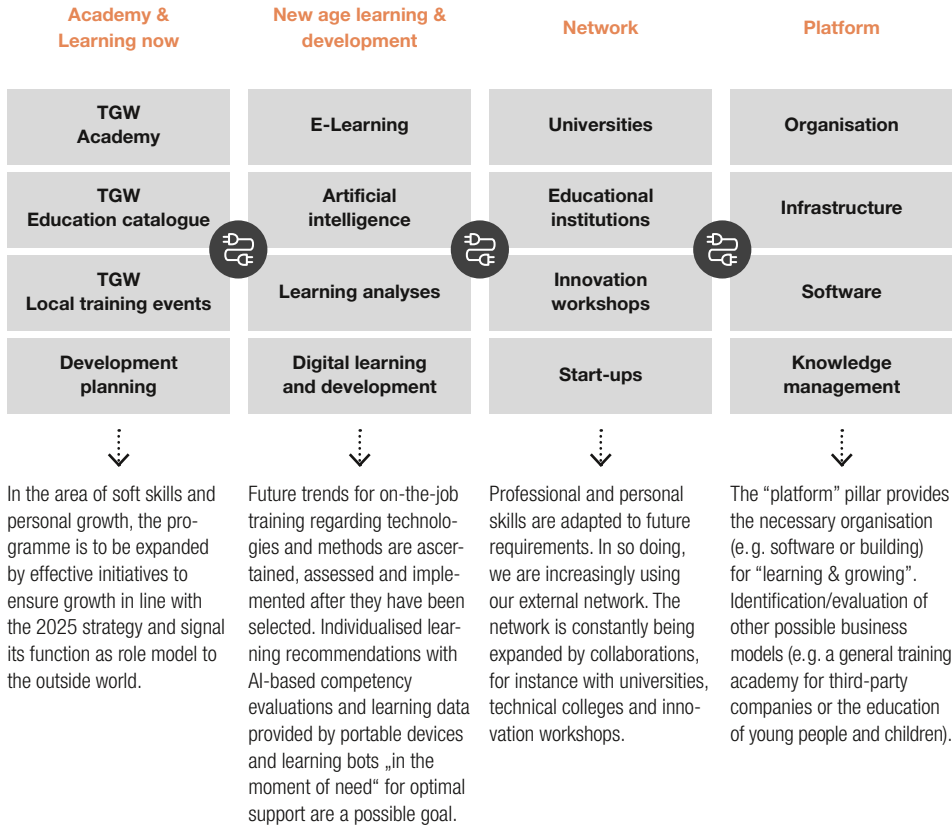 Academy &
Learning now
TGW
Academy
TGW
Education catalogue
TGW
Local training events
Development
planning
In the area of soft skills and
personal growth, the pro-
gramme is to be expanded
by effective initiatives to
ensure growth in line with
the 2025 strategy and signal
its function as role model to
the outside world.
New age learning &
development
E-Learning
Artificial
intelligence
Learning analyses
Digital learning
and development
Future trends for on-the-job
training regarding technolo-
gies and methods are ascer-
tained, assessed and imple-
mented after they have been
selected. Individualised lear-
ning recommendations with
AI-based competency
evaluations and learning data
provided by portable devices
and learning bots „in the
moment of need“ for optimal
support are a possible goal.
Network
Universities
Educational
institutions
Innovation
workshops
Start-ups
Professional and personal
skills are adapted to future
requirements. In so doing,
we are increasingly using
our external network. The
network is constantly being
expanded by collaborations,
for instance with universities,
technical colleges and inno-
vation workshops.
Platform
Organisation
Infrastructure
Software
Knowledge
management
The “platform” pillar provides
the necessary organisation
(e. g. software or building)
for “learning & growing”.
Identification/evaluation of
other possible business
models (e. g. a general training
academy for third-party
companies or the education
of young people and children).